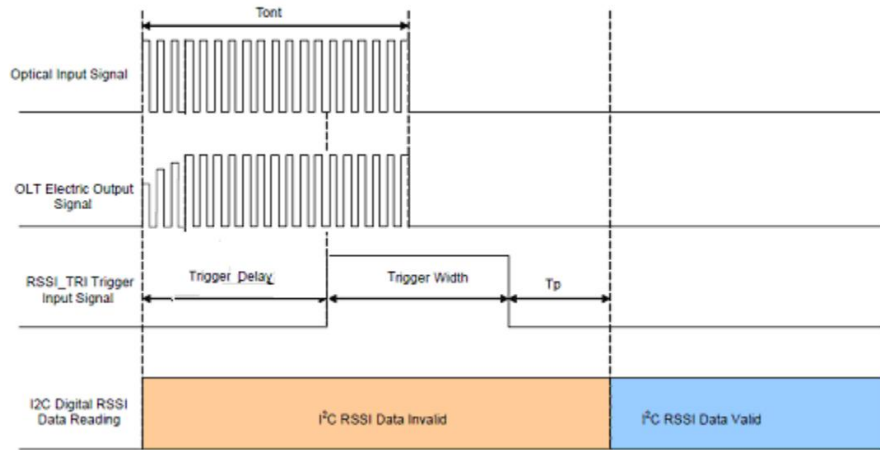 Tont
Optical Input Signal
OLT Electric Output
Signal
RSSI_TRI Trigger
Input Signal
Trigger_Delay
Trigger Width
Tp
I2C Digital RSSI
Data Reading
I²C RSSI Data Invalid
I²C RSSI Data Valid